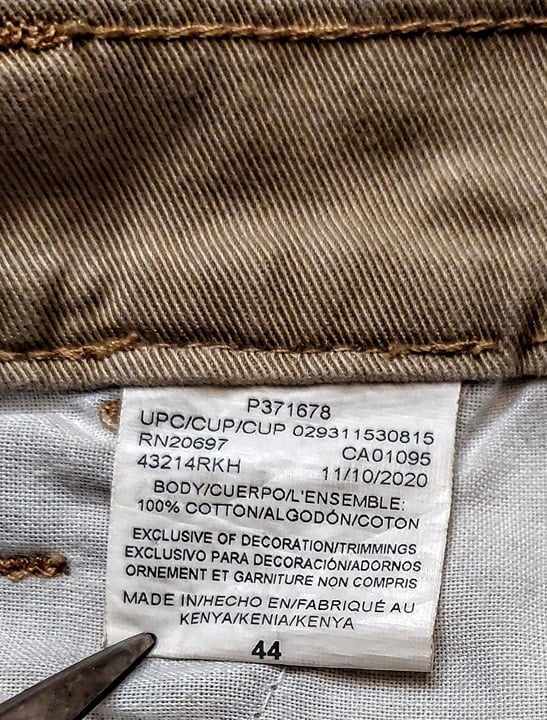 P371678
UPC/CUP/CUP 029311530815
RN20697 CA01095
43214RKH 11/10/2020
BODY/CUERPO/L'ENSEMBLE:
100% COTTON/ALGODÓN/COTON
EXCLUSIVE OF DECORATION/TRIMMINGS
EXCLUSIVO PARA DECORACIÓN/ADORNOS
ORNEMENT ET GARNITURE NON COMPRIS
MADE IN/HECHO EN/FABRIQUÉ AU
KENYA/KENIA/KENYA
44